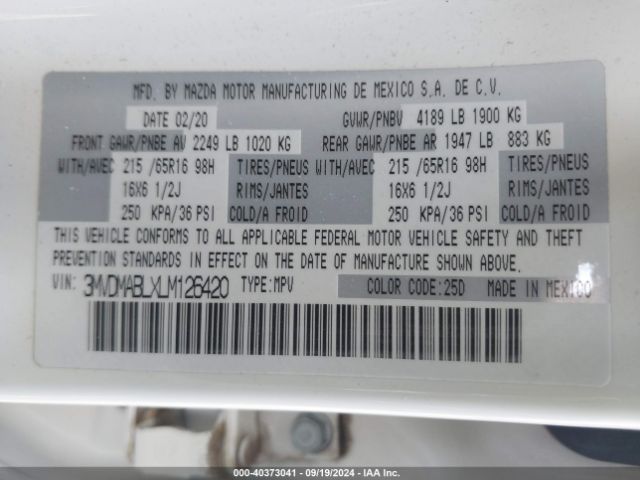 MFD. BY MAZDA MOTOR MANUFACTURING DE MEXICO S.A. DE C.V.
DATE 02/20 GVWR/PNBV 4189 LB 1900 KG
FRONT GAWR/PNBE AV 2249 LB 1020 KG REAR GAWR/PNBE AR 1947 LB 883 KG
WITH/AVEC 215 /65R16 98H TIRES/PNEUS WITH/AVEC 215 /65R16 98H TIRES/PNEUS
16X6 1/2J RIMS/JANTES 16X6 1/2J RIMS/JANTES
250 KPA/36 PSI COLD/A FROID 250 KPA/36 PSI COLD/A FROID
THIS VEHICLE CONFORMS TO ALL APPLICABLE FEDERAL MOTOR VEHICLE SAFETY AND THEFT
PREVENTION STANDARDS IN EFFECT ON THE DATE OF MANUFACTURE SHOWN ABOVE.
VIN: 3MVDMABLXLM126420 TYPE:MPV COLOR CODE:25D MADE IN MEXICO
000-40373041 - 09/19/2024 - IAA Inc.